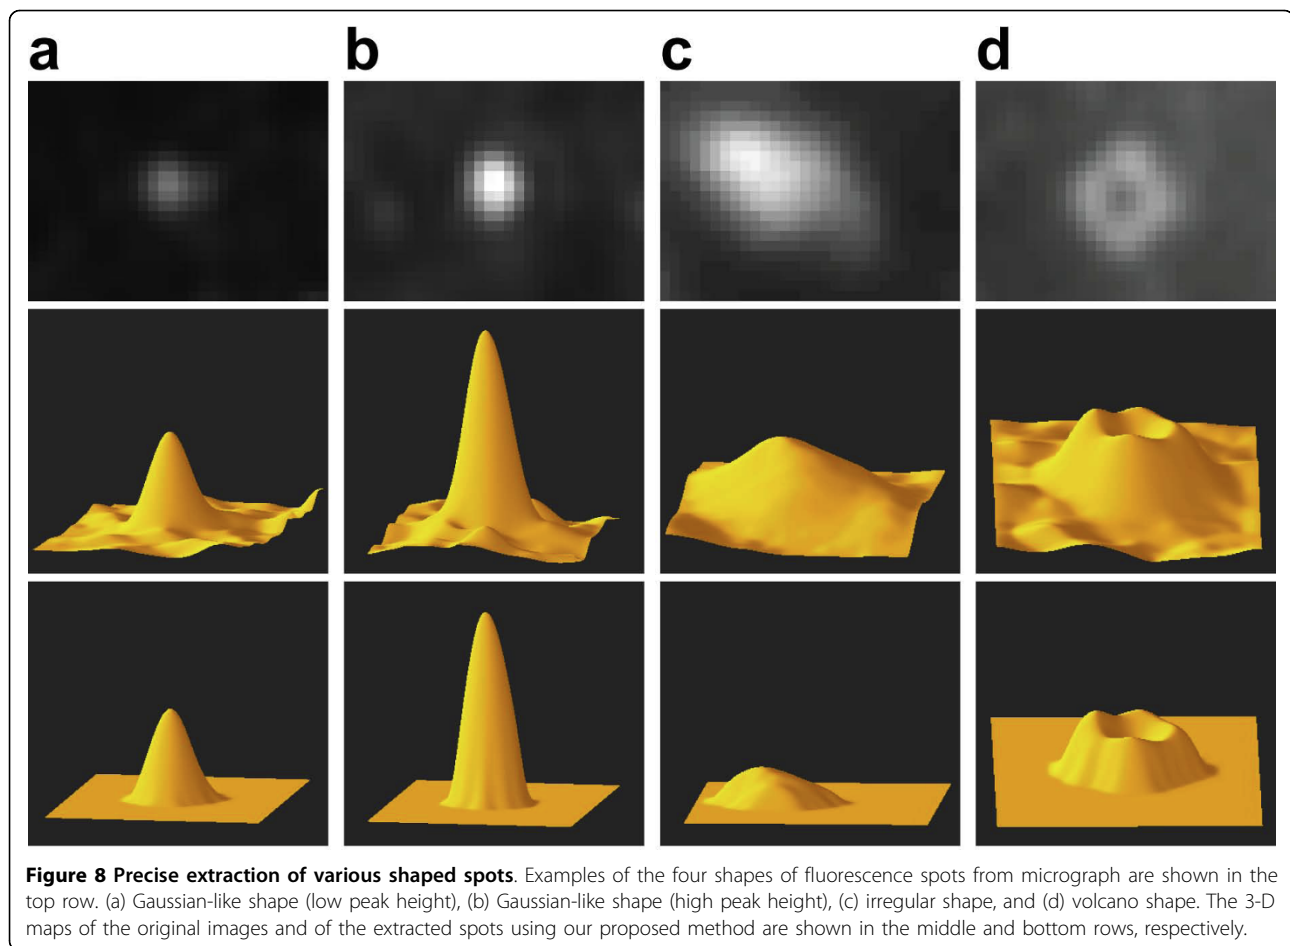 a b c d
Figure 8 Precise extraction of various shaped spots. Examples of the four shapes of fluorescence spots from micrograph are shown in the
top row. (a) Gaussian-like shape (low peak height), (b) Gaussian-like shape (high peak height), (c) irregular shape, and (d) volcano shape. The 3-D
maps of the original images and of the extracted spots using our proposed method are shown in the middle and bottom rows, respectively.